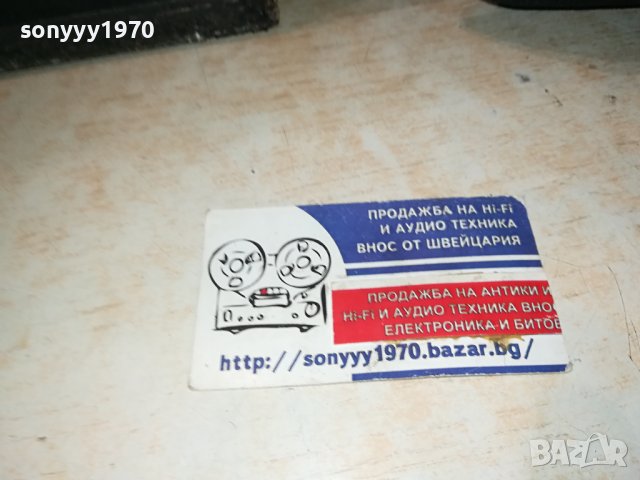 sonyyy1970
ПРОДАЖБА НА Hi-Fi
И АУДИО ТЕХНИКА
ВНОС ОТ ШВЕЙЦАРИЯ
ПРОДАЖБА НА АНТИКИ И
Hi-Fi И АУДИО ТЕХНИКА ВНОС
ЕЛЕКТРОНИКА И БИТОВ
http://sonyyy1970.bazar.bg/
BAZAR